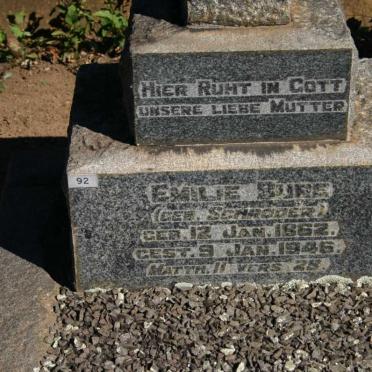 HIER RUHT IN GOTT
UNSERE LIEBE MUTTER
92
EMILIE
(GEB. SCHRÖDER)
GEB. 12 JAN. 1862.
GEST. 9 JAN. 1946.
MATTH. 11 VERS 28.